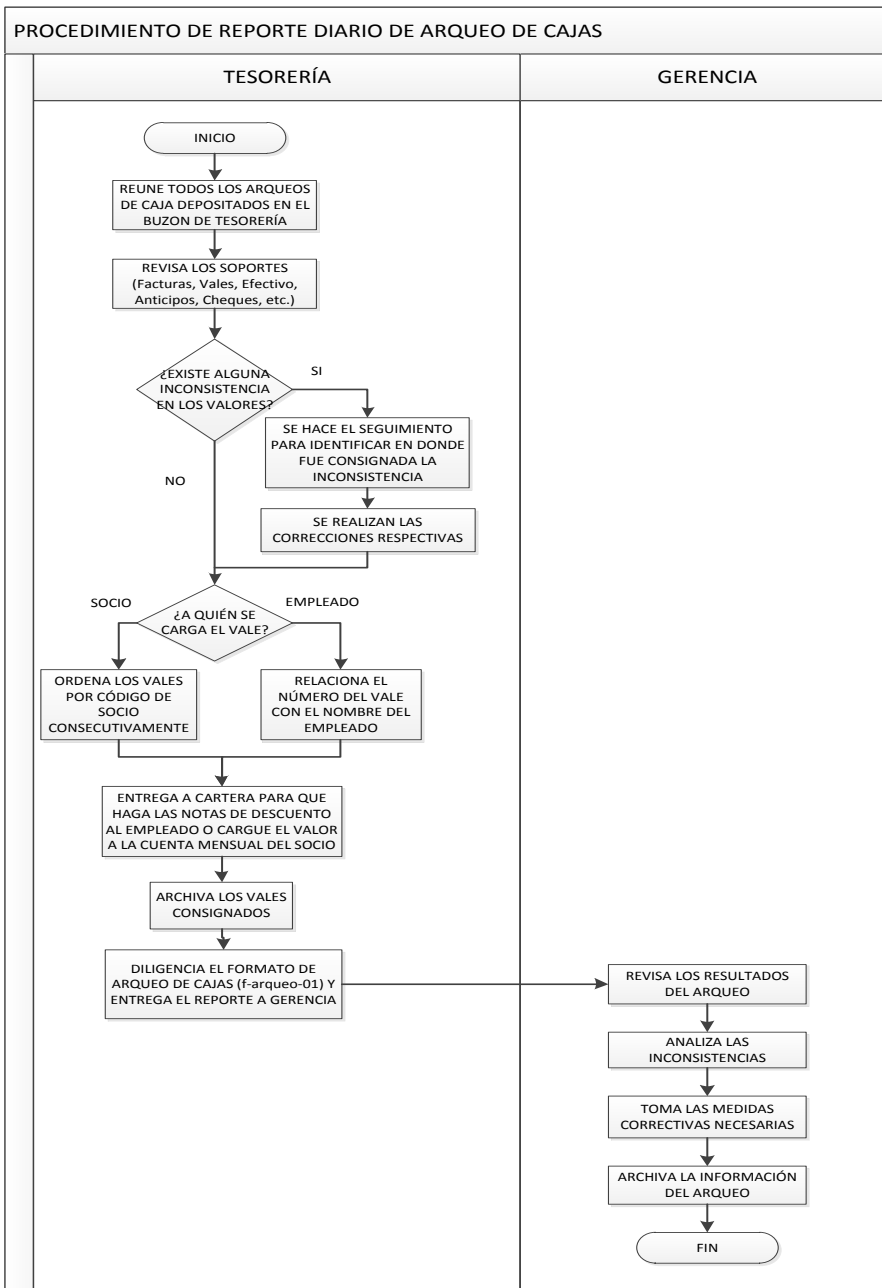 PROCEDIMIENTO DE REPORTE DIARIO DE ARQUEO DE CAJAS
TESORERÍA
GERENCIA
INICIO
REUNE TODOS LOS ARQUEOS
DE CAJA DEPOSITADOS EN EL
BUZON DE TESORERÍA
REVISA LOS SOPORTES
(Facturas, Vales, Efectivo,
Anticipos, Cheques, etc.)
¿EXISTE ALGUNA
INCONSISTENCIA
EN LOS VALORES?
SI
SE HACE EL SEGUIMIENTO
PARA IDENTIFICAR EN DONDE
FUE CONSIGNADA LA
INCONSISTENCIA
NO
SE REALIZAN LAS
CORRECCIONES RESPECTIVAS
SOCIO
¿A QUIÉN SE
CARGA EL VALE?
EMPLEADO
ORDENA LOS VALES
POR CÓDIGO DE
SOCIO
CONSECUTIVAMENTE
RELACIONA EL
NÚMERO DEL VALE
CON EL NOMBRE DEL
EMPLEADO
ENTREGA A CARTERA PARA QUE
HAGA LAS NOTAS DE DESCUENTO
AL EMPLEADO O CARGUE EL VALOR
A LA CUENTA MENSUAL DEL SOCIO
ARCHIVA LOS VALES
CONSIGNADOS
DILIGENCIA EL FORMATO DE
ARQUEO DE CAJAS (f-arqueo-01) Y
ENTREGA EL REPORTE A GERENCIA
REVISA LOS RESULTADOS
DEL ARQUEO
ANALIZA LAS
INCONSISTENCIAS
TOMA LAS MEDIDAS
CORRECTIVAS NECESARIAS
ARCHIVA LA INFORMACIÓN
DEL ARQUEO
FIN